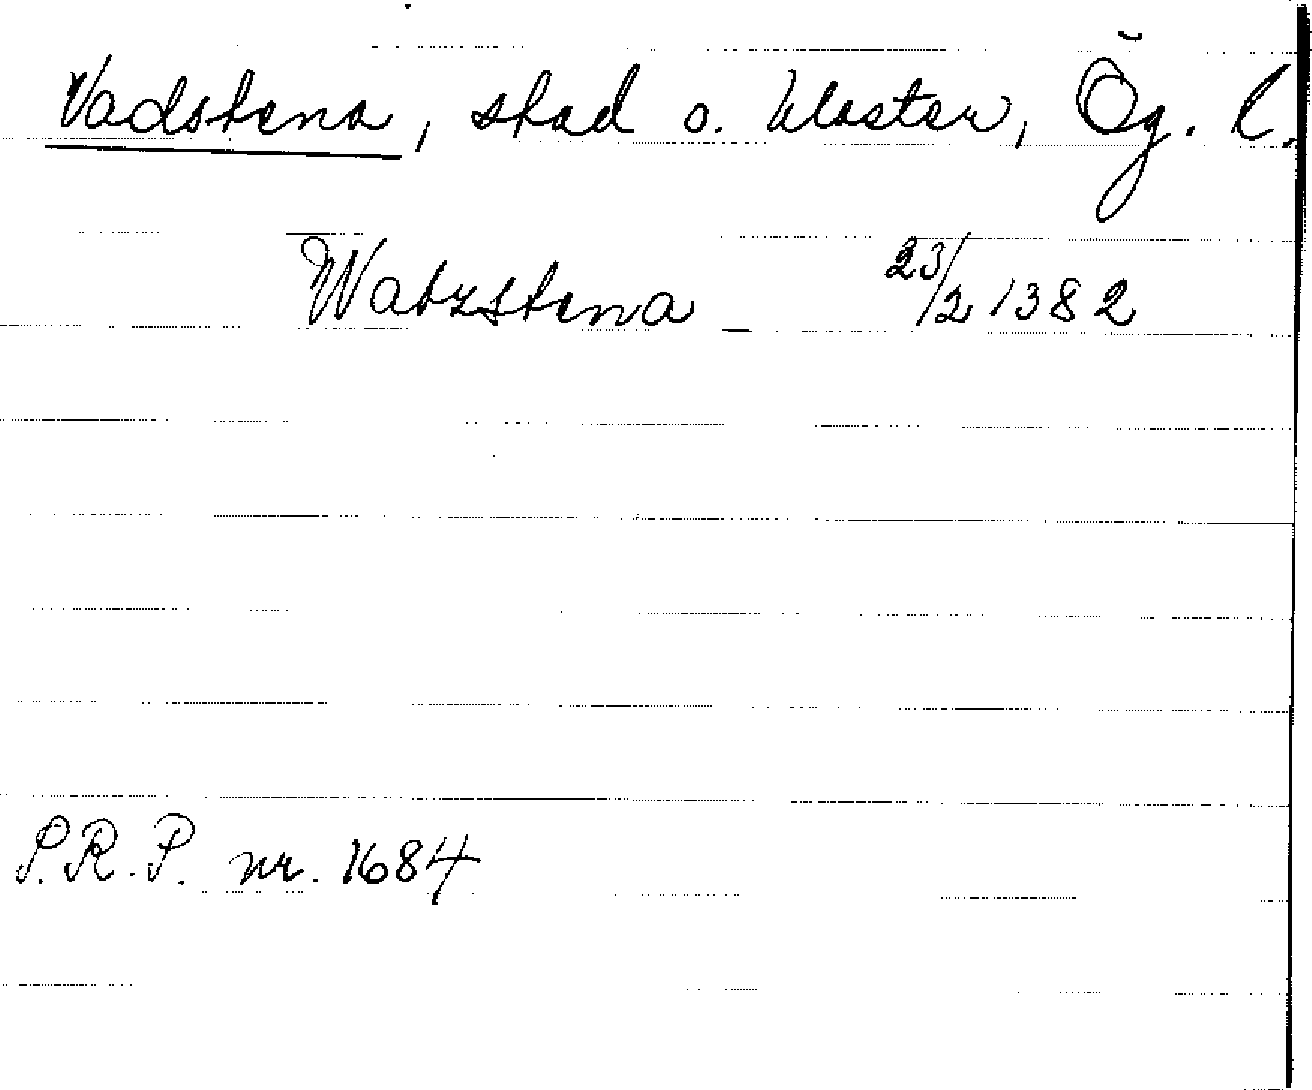 Vadstena, stad o. kloster, Ög. l.
Watzstena 23/2 1382
S.R.P. nr. 1684